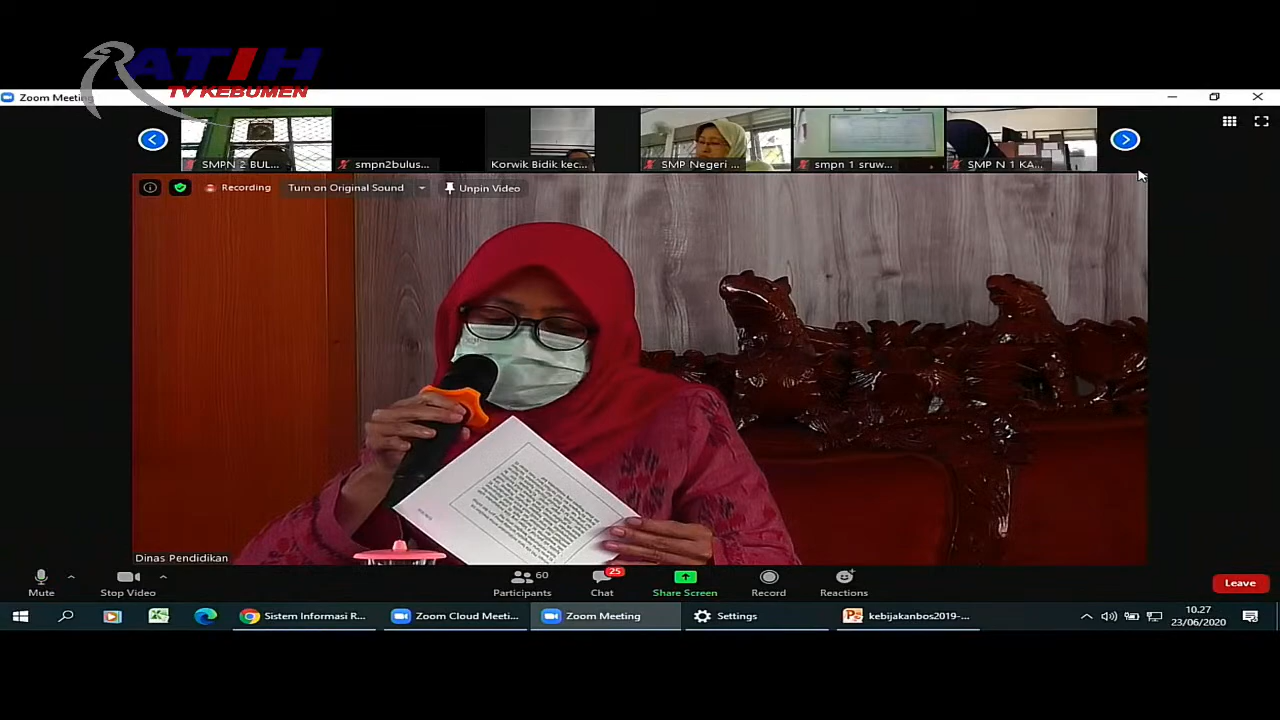 RATIH
TV KEBUMEN
Zoom Meeting
SMPN 2 BUL...
smpn2bulus...
Korwik Bidik kec...
SMP Negeri ...
smpn 1 sruw...
SMP N 1 KA...
Recording
Turn on Original Sound
Unpin Video
Dinas Pendidikan
Mute
Stop Video
60
Participants
25
Chat
Share Screen
Record
Reactions
Leave
Sistem Informasi R...
Zoom Cloud Meeti...
Zoom Meeting
Settings
kebijakanbos2019-...
10.27
23/06/2020